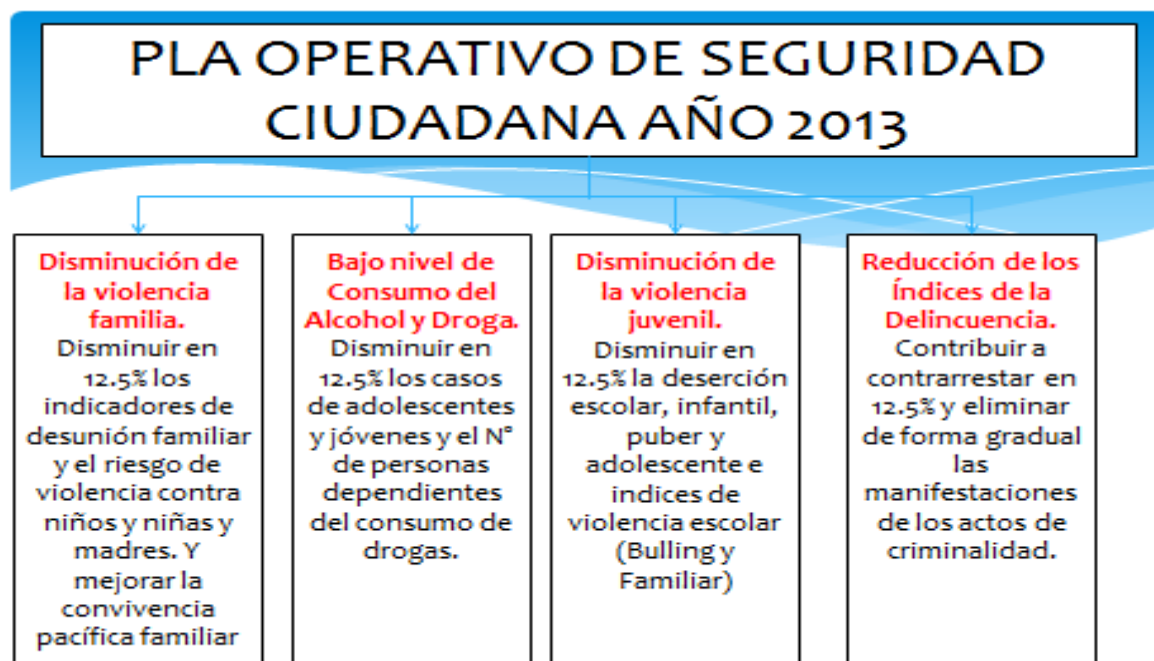 PLA OPERATIVO DE SEGURIDAD
CIUDADANA AÑO 2013
Disminución de
la violencia
familia.
Disminuir en
12.5% los
indicadores de
desunión familiar
y el riesgo de
violencia contra
niños y niñas y
madres. Y
mejorar la
convivencia
pacífica familiar
Bajo nivel de
Consumo del
Alcohol y Droga.
Disminuir en
12.5% los casos
de adolescentes
y jóvenes y el N°
de personas
dependientes
del consumo de
drogas.
Disminución de
la violencia
juvenil.
Disminuir en
12.5% la deserción
escolar, infantil,
puber y
adolescente e
indices de
violencia escolar
(Bulling y
Familiar)
Reducción de los
Índices de la
Delincuencia.
Contribuir a
contrarrestar en
12.5% y eliminar
de forma gradual
las
manifestaciones
de los actos de
criminalidad.